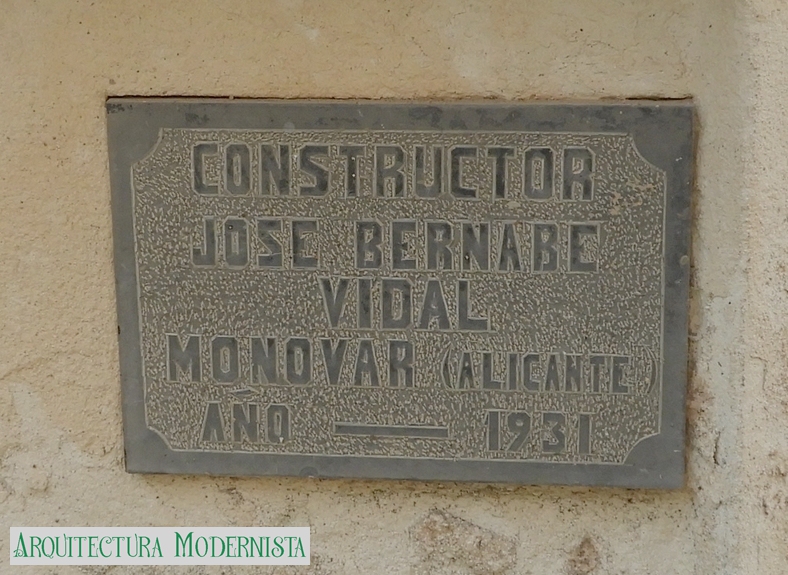 CONSTRUCTOR
JOSE BERNABE
VIDAL
MONOVAR (ALICANTE)
AÑO — 1931
ARQUITECTURA MODERNISTA